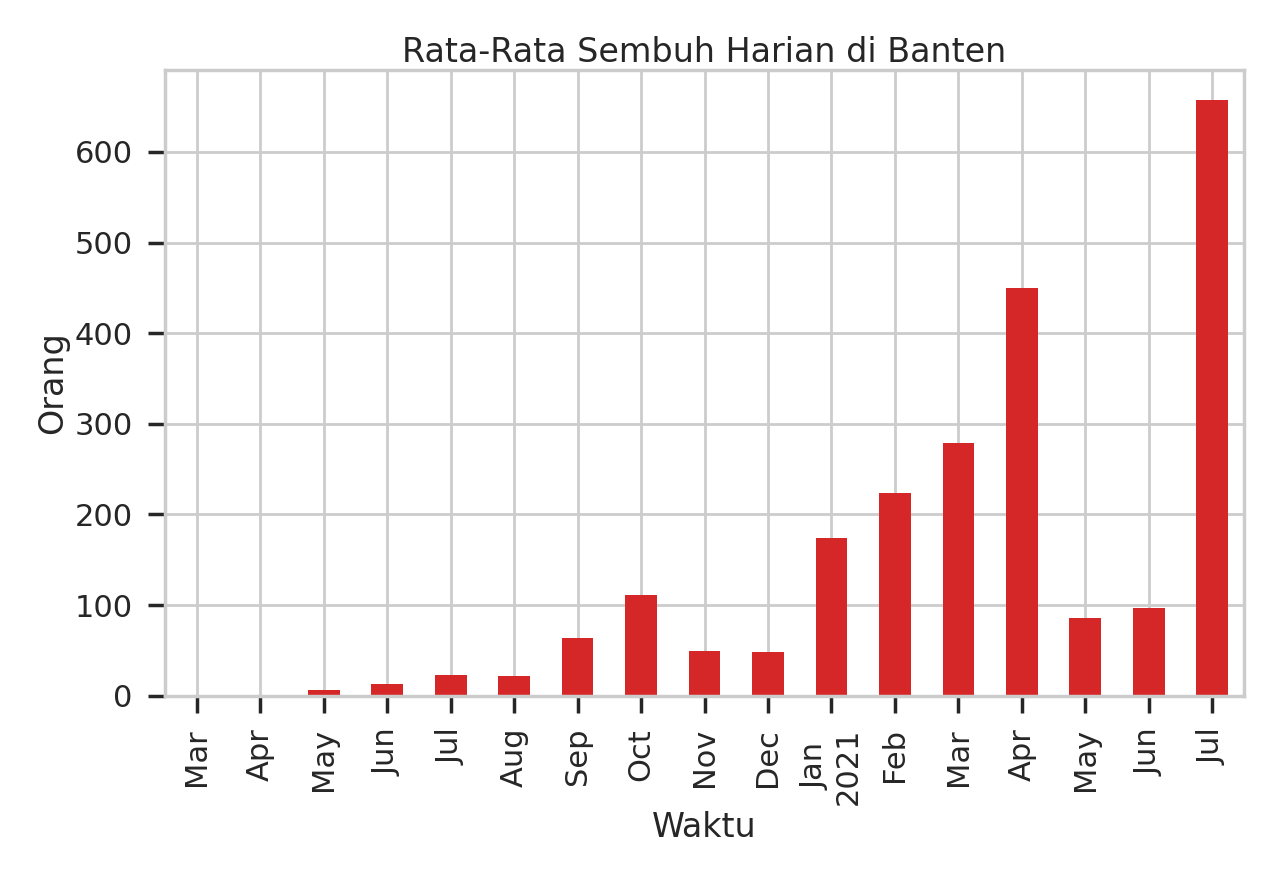 Rata-Rata Sembuh Harian di Banten
600
500
400
300
200
100
0
Orang
Mar
Apr
May
Jun
Jul
Aug
Sep
Oct
Nov
Dec
Jan
2021
Feb
Mar
Apr
May
Jun
Jul
Waktu